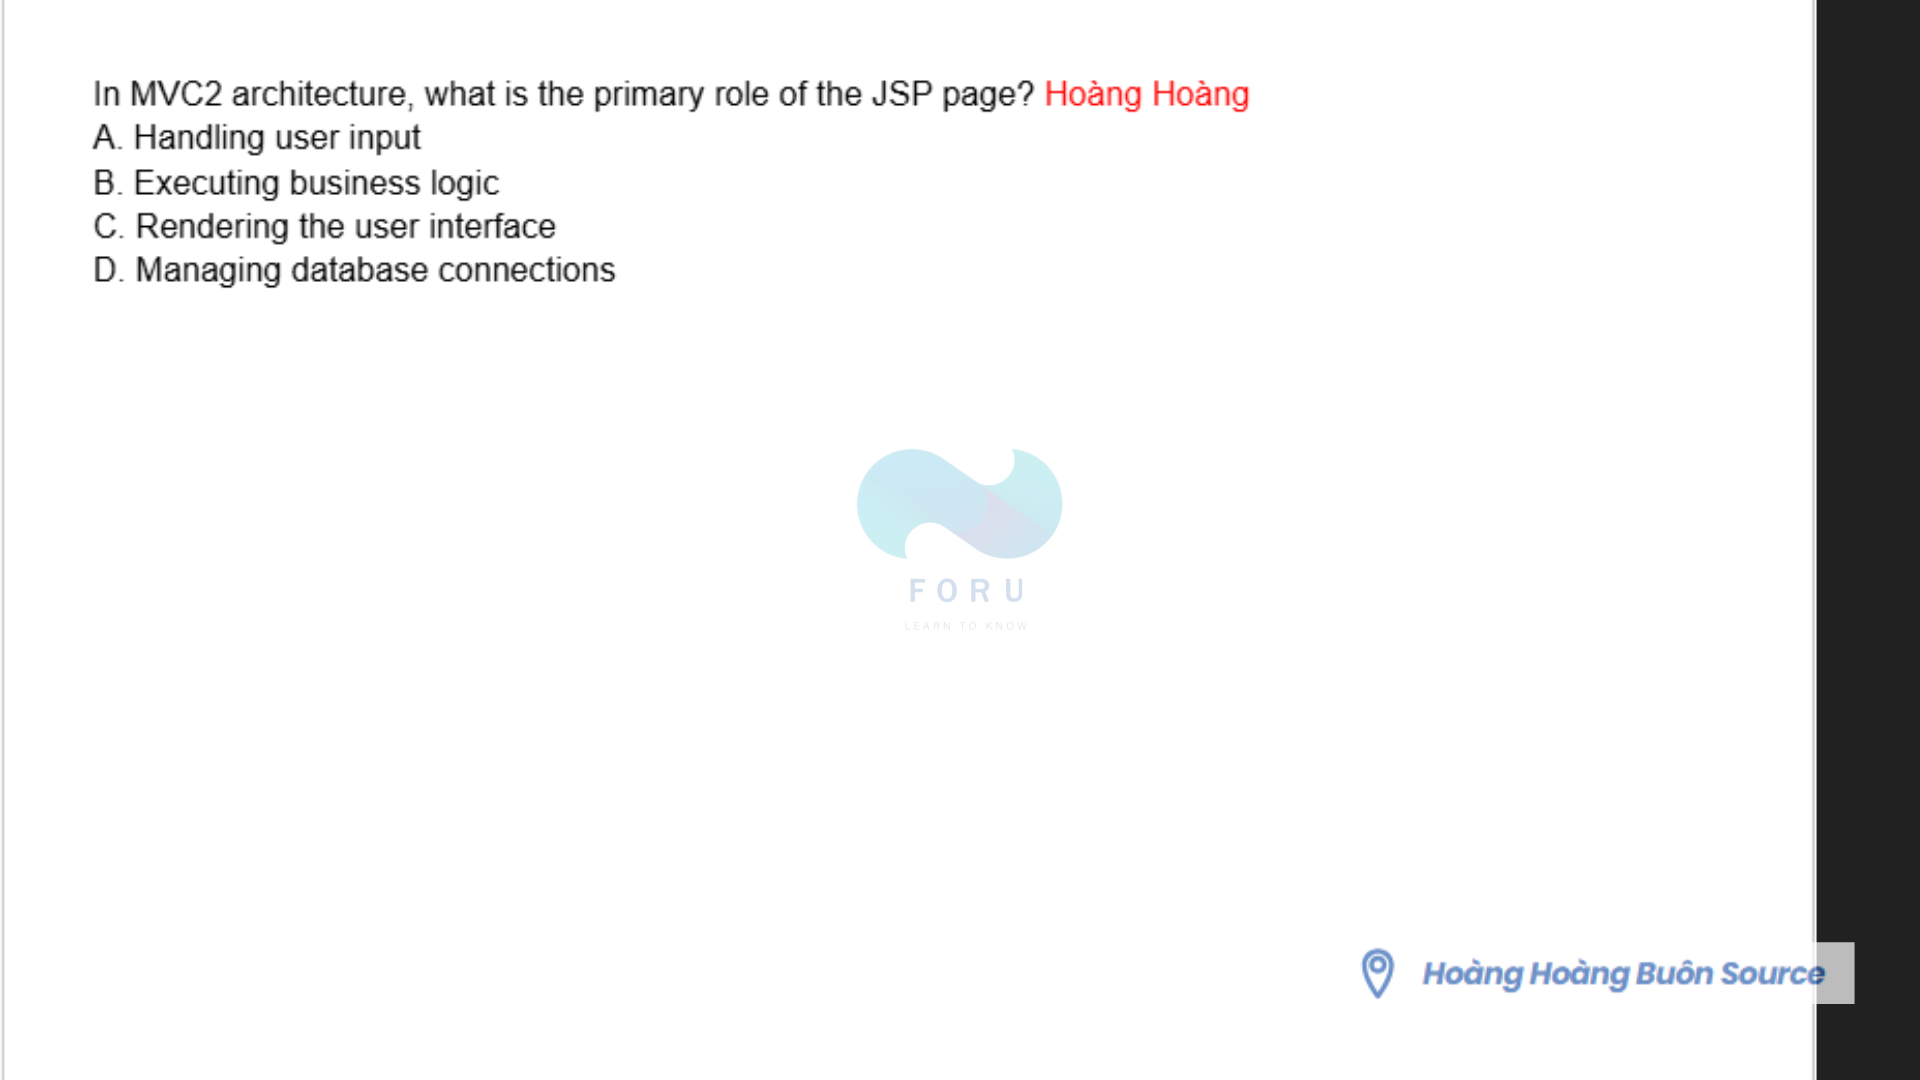 In MVC2 architecture, what is the primary role of the JSP page? Hoàng Hoàng
A. Handling user input
B. Executing business logic
C. Rendering the user interface
D. Managing database connections
FORU
LEARN TO KNOW
Hoàng Hoàng Buôn Source